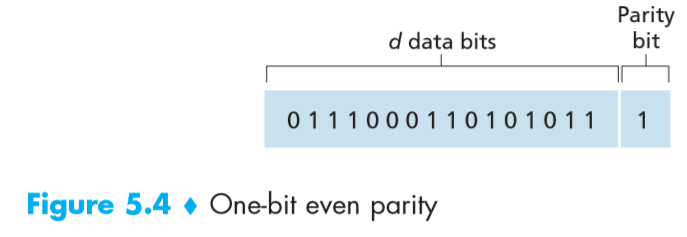 Parity
d data bits bit
0 1 1 1 0 0 0 1 1 0 1 0 1 0 1 1 1
Figure 5.4 ♦ One-bit even parity